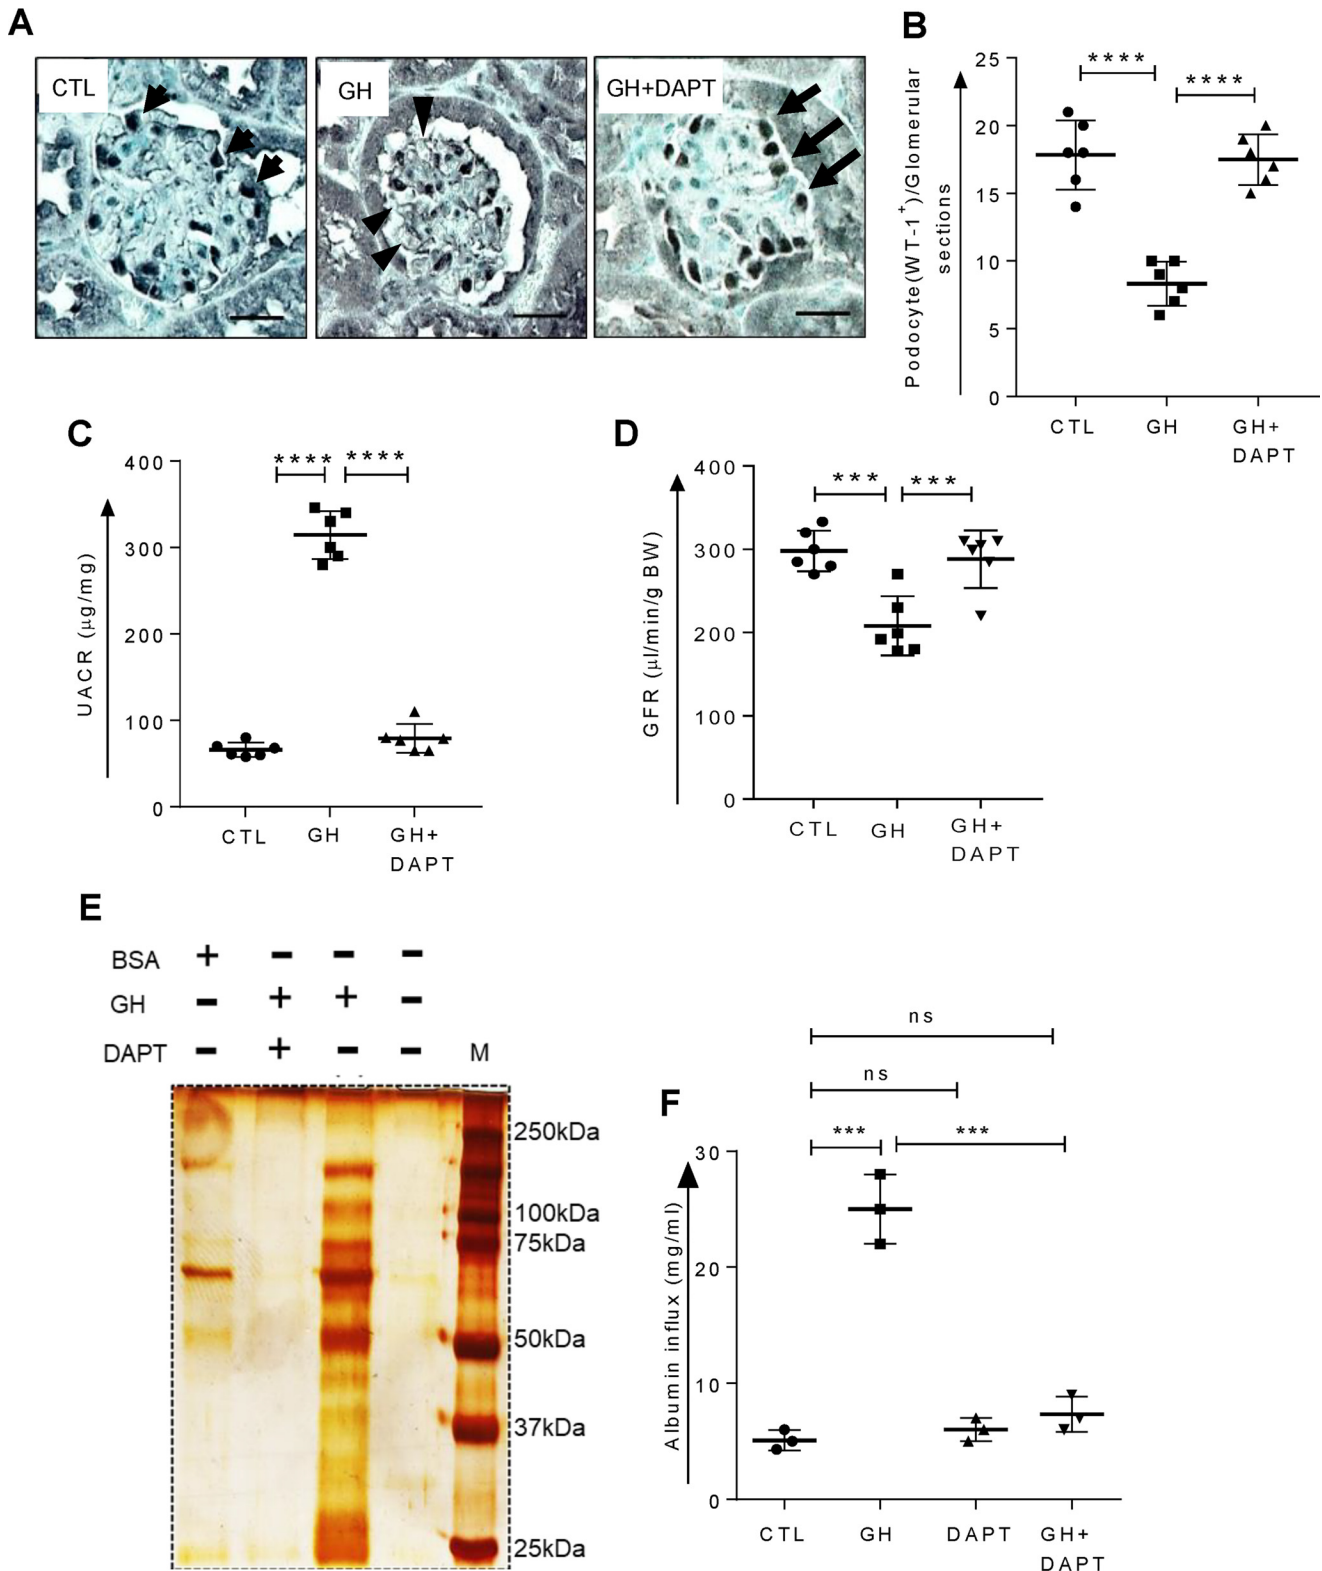 A
CTL
GH
GH+DAPT
B
Podocyte(WT-1+)/Glomerular
sections
25
20
15
10
5
0
****
****
CTL
GH
GH+
DAPT
C
UACR (µg/mg)
400
300
200
100
0
****
****
CTL
GH
GH+
DAPT
D
GFR (µl/min/g BW)
400
300
200
100
0
***
***
CTL
GH
GH+
DAPT
E
BSA + - - -
GH - + + -
DAPT - + - - M
250kDa
100kDa
75kDa
50kDa
37kDa
25kDa
F
Albumin influx (mg/ml)
30
20
10
0
ns
ns
***
***
CTL
GH
DAPT
GH+
DAPT